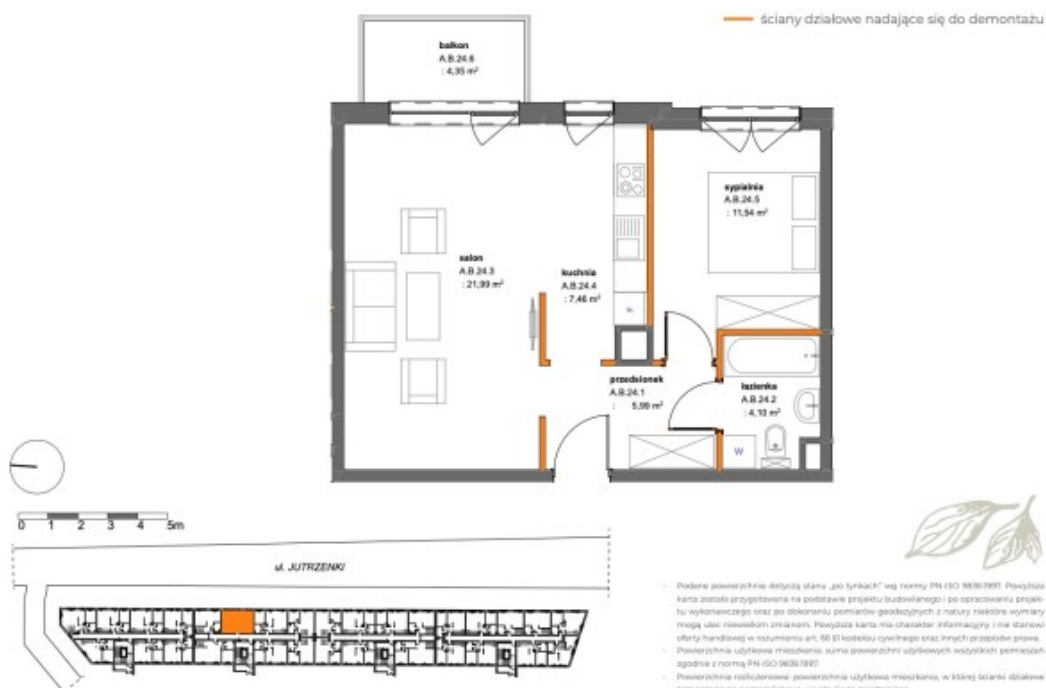 ściany działowe nadające się do demontażu
balkon
A.B.24.6
: 4,35 m²
sypialnia
A.B.24.5
: 11,54 m²
salon
A.B.24.3
: 21,99 m²
kuchnia
A.B.24.4
: 7,46 m²
przedsionek
A.B.24.1
: 5,99 m²
łazienka
A.B.24.2
: 4,10 m²
W
0 1 2 3 4 5m
ul. JUTRZENKI
- Podane powierzchnie dotyczą stanu „po tynkach" wg normy PN-ISO 9836:1997. Powyższa
karta została przygotowana na podstawie projektu budowlanego i po opracowaniu projek-
tu wykonawczego oraz po dokonaniu pomiarów geodezyjnych z natury niektóre wymiary
mogą ulec niewielkim zmianom. Powyższa karta ma charakter informacyjny i nie stanowi
oferty handlowej w rozumieniu art. 66 §1 kodeksu cywilnego oraz innych przepisów prawa.
- Powierzchnia użytkowa mieszkania: suma powierzchni użytkowych wszystkich pomieszczeń
zgodnie z normą PN-ISO 9836:1997.
- Powierzchnia rozliczeniowa: powierzchnia użytkowa mieszkania, w której ścianki działowe